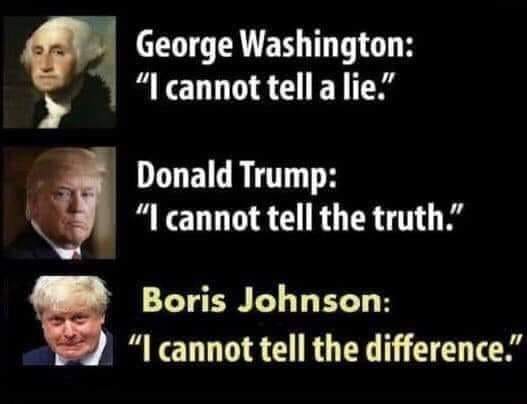 George Washington:
“I cannot tell a lie.”
Donald Trump:
“I cannot tell the truth.”
Boris Johnson:
“I cannot tell the difference.”